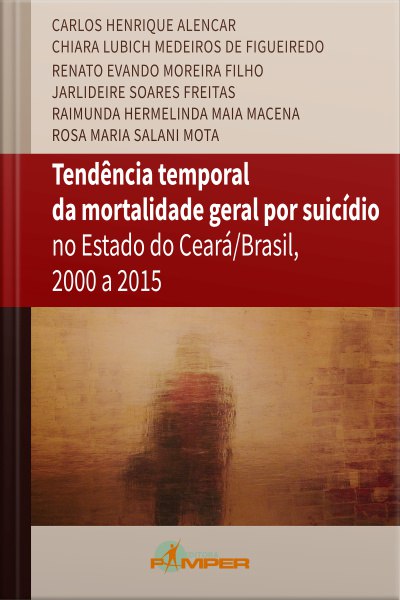 CARLOS HENRIQUE ALENCAR
CHIARA LUBICH MEDEIROS DE FIGUEIREDO
RENATO EVANDO MOREIRA FILHO
JARLIDEIRE SOARES FREITAS
RAIMUNDA HERMELINDA MAIA MACENA
ROSA MARIA SALANI MOTA
Tendência temporal
da mortalidade geral por suicídio
no Estado do Ceará/Brasil,
2000 a 2015
EDITORA
PAMPER